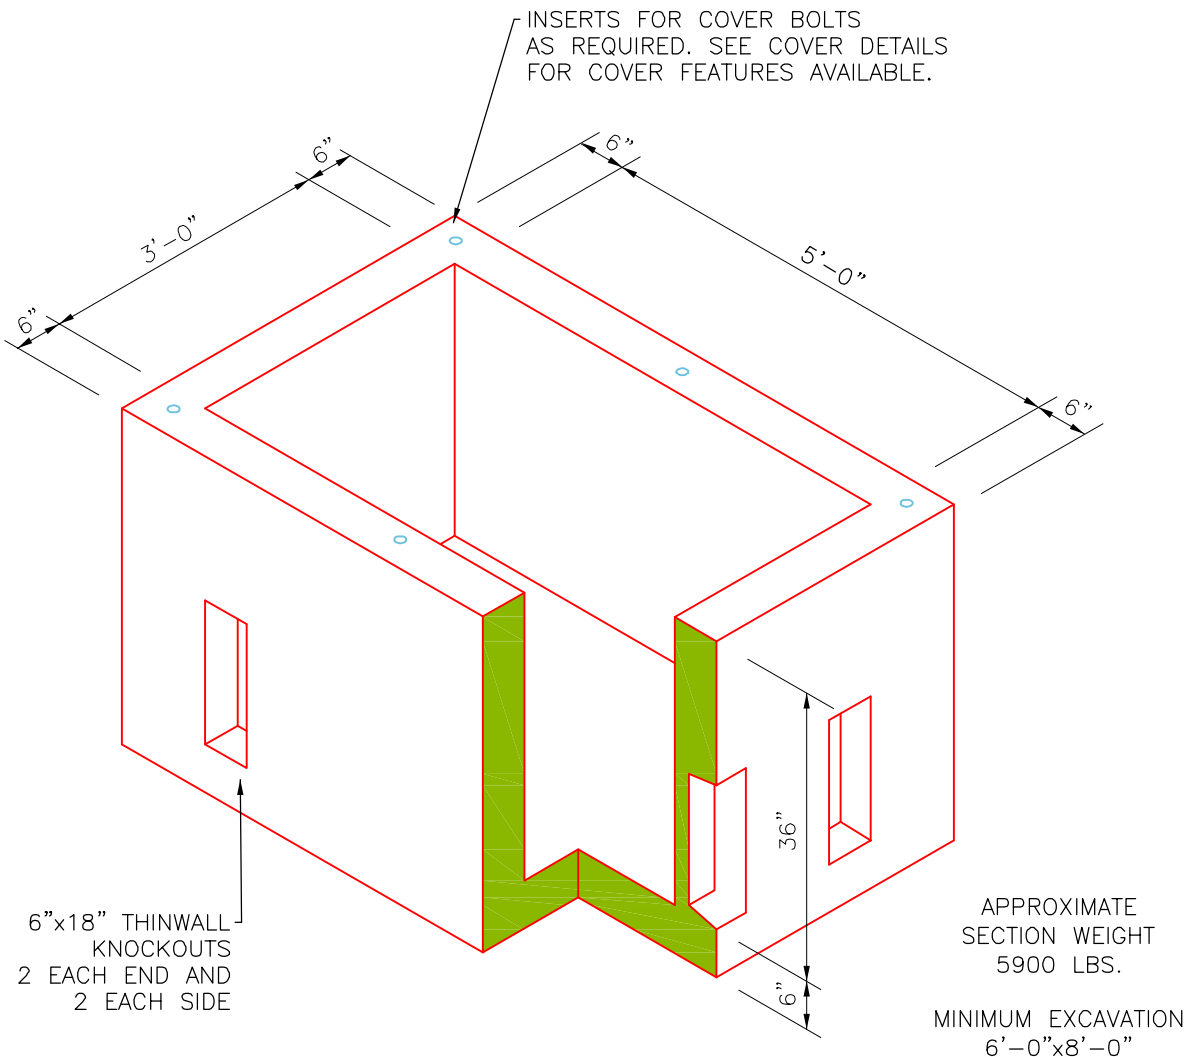 INSERTS FOR COVER BOLTS
AS REQUIRED. SEE COVER DETAILS
FOR COVER FEATURES AVAILABLE.
6”
6”
3’-0”
5’-0”
6”
6”
36”
6”x18” THINWALL
KNOCKOUTS
2 EACH END AND
2 EACH SIDE
6”
APPROXIMATE
SECTION WEIGHT
5900 LBS.
MINIMUM EXCAVATION
6’-0”x8’-0”